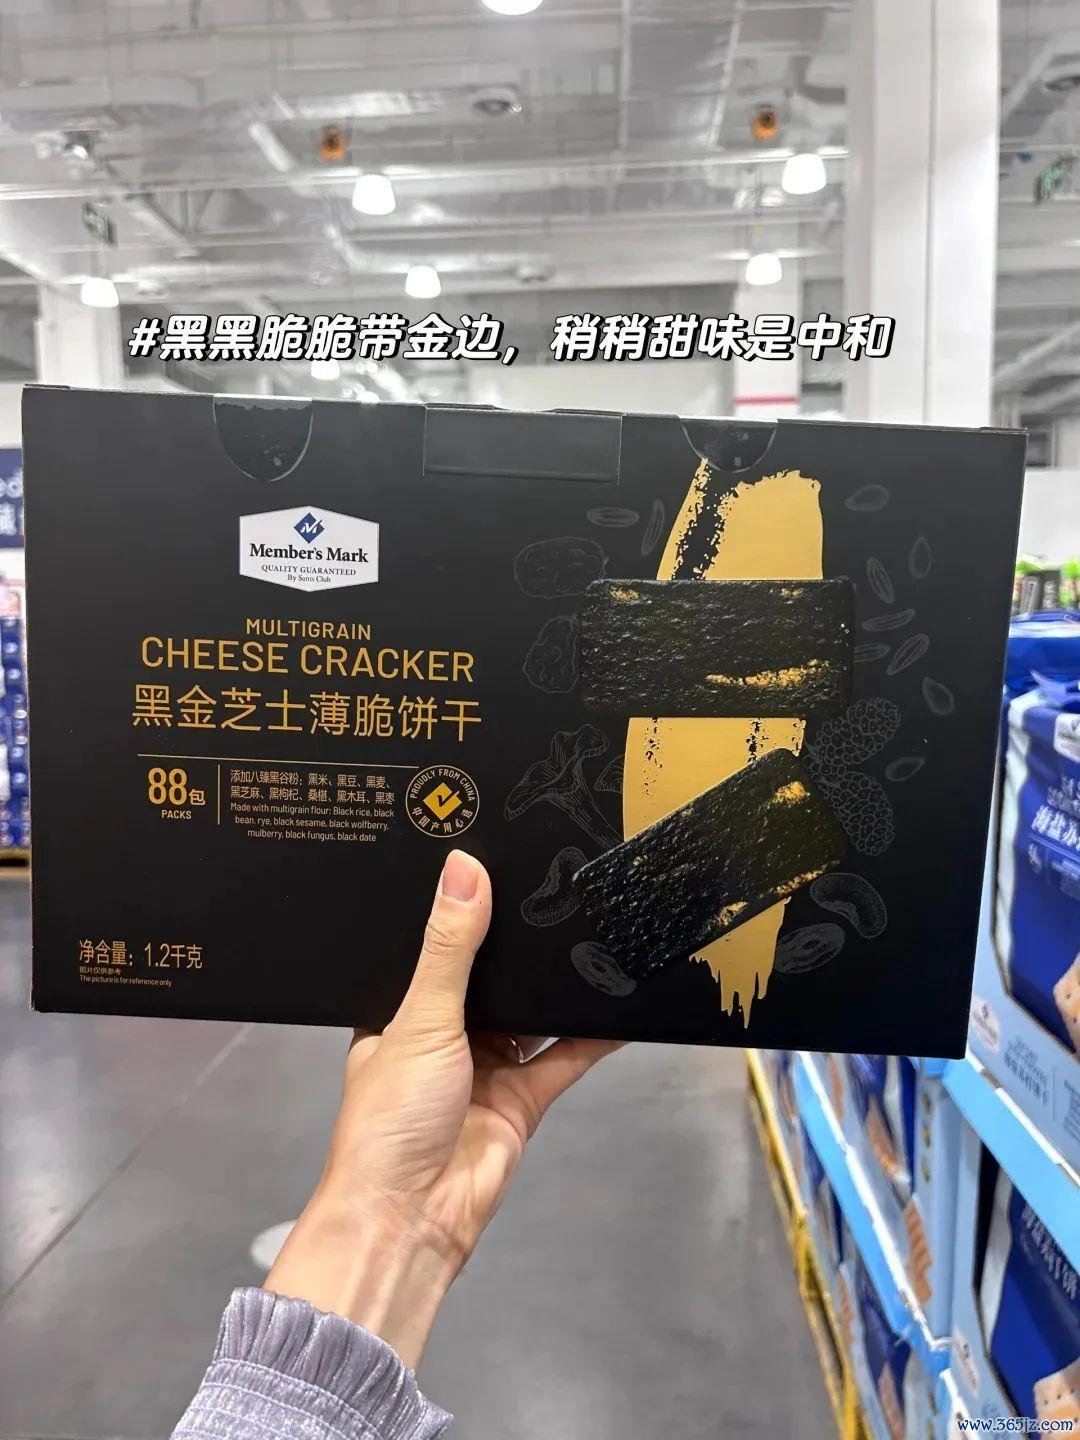 #黑黑脆脆带金边，稍稍甜味是中和
Member's Mark
QUALITY GUARANTEED
By Sam's Club
MULTIGRAIN
CHEESE CRACKER
黑金芝士薄脆饼干
88包
PACKS
添加八臻黑谷粉：黑米、黑豆、黑麦、
黑芝麻、黑枸杞、桑椹、黑木耳、黑枣
Made with multigrain flour: Black rice, black
bean, rye, black sesame, black wolfberry,
mulberry, black fungus, black date
PROUDLY FROM CHINA
中国产用心选
净含量：1.2千克
图片仅供参考
The picture is for reference only
海盐
www.365jz.com